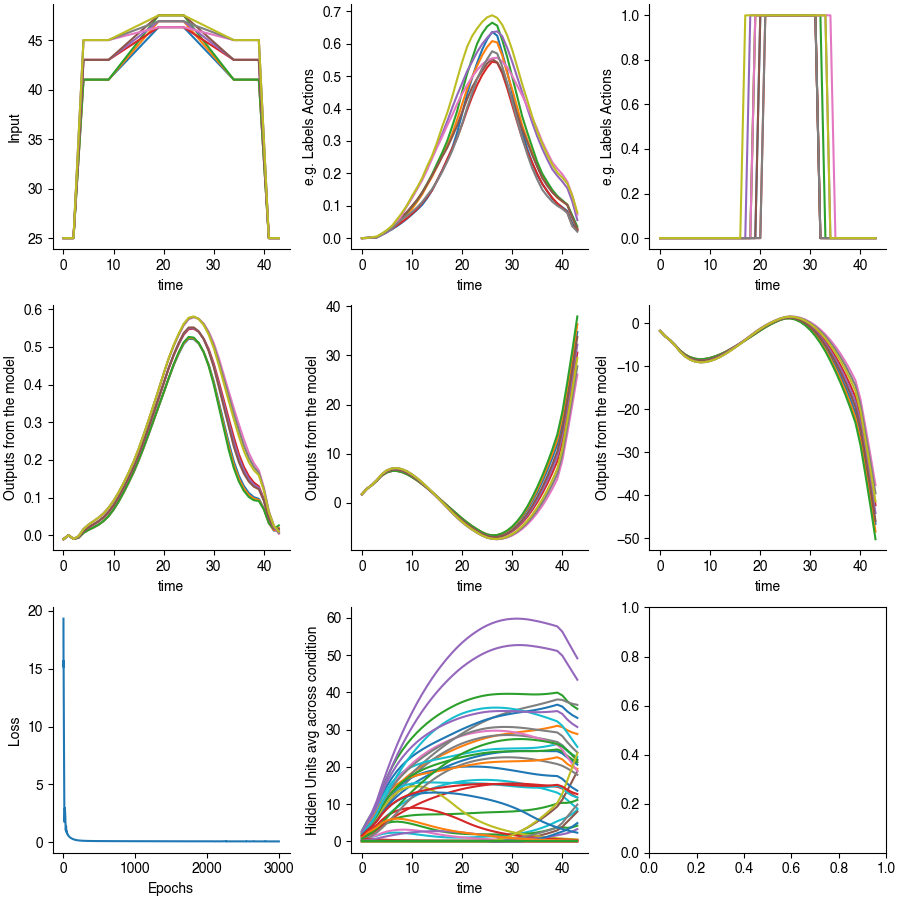 45
40
35
30
25
Input
0 10 20 30 40
time
0.7
0.6
0.5
0.4
0.3
0.2
0.1
0.0
e.g. Labels Actions
0 10 20 30 40
time
1.0
0.8
0.6
0.4
0.2
0.0
e.g. Labels Actions
0 20 40
time
0.6
0.5
0.4
0.3
0.2
0.1
0.0
Outputs from the model
0 10 20 30 40
time
40
30
20
10
0
Outputs from the model
0 10 20 30 40
time
0
−10
−20
−30
−40
−50
Outputs from the model
0 20 40
time
20
15
10
5
0
Loss
0 1000 2000 3000
Epochs
60
50
40
30
20
10
0
Hidden Units avg across condition
0 10 20 30 40
time
1.0
0.8
0.6
0.4
0.2
0.0
0.0 0.2 0.4 0.6 0.8 1.0